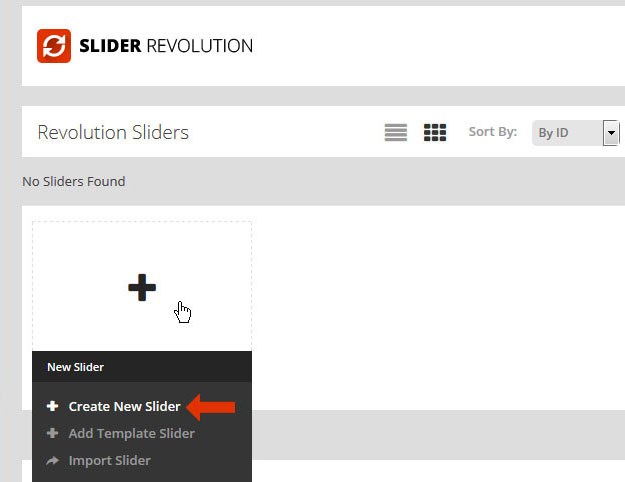 SLIDER REVOLUTION
Revolution Sliders
Sort By: By ID
No Sliders Found
New Slider
Create New Slider
Add Template Slider
Import Slider